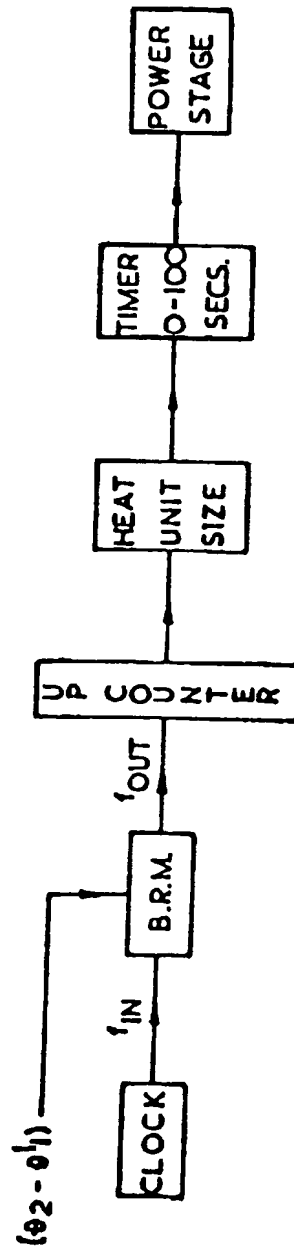 (θ2 - θ'1)
CLOCK
fIN
B.R.M.
fOUT
UP COUNTER
HEAT
UNIT
SIZE
TIMER
0-100
SECS.
POWER
STAGE